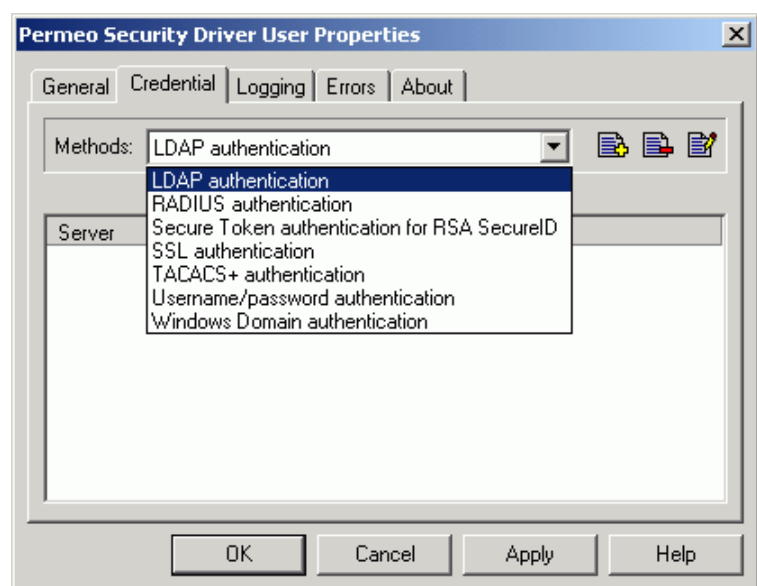 Permeo Security Driver User Properties
General Credential Logging Errors About
Methods: LDAP authentication
LDAP authentication
RADIUS authentication
Secure Token authentication for RSA SecureID
SSL authentication
TACACS+ authentication
Username/password authentication
Windows Domain authentication
Server
OK Cancel Apply Help